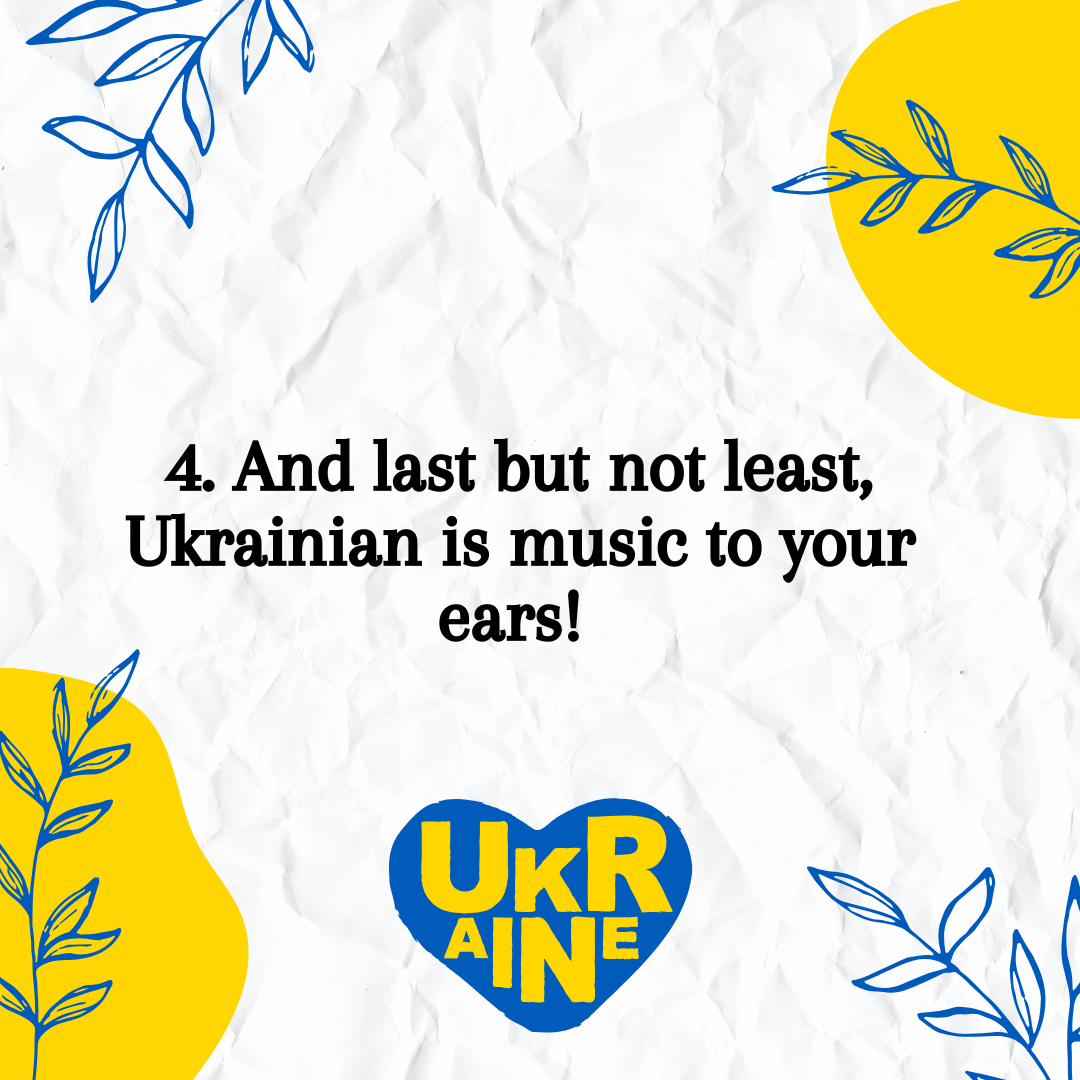 4. And last but not least,
Ukrainian is music to your
ears!
UKR
AINE